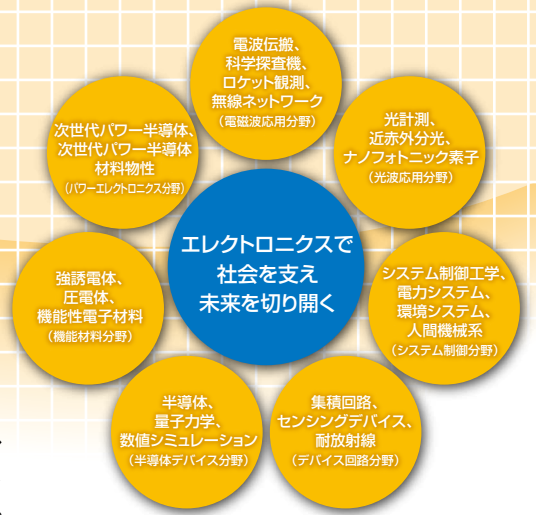 電波伝搬、
科学探査機、
ロケット観測、
無線ネットワーク
（電磁波応用分野）
次世代パワー半導体、
次世代パワー半導体
材料物性
（パワーエレクトロニクス分野）
光計測、
近赤外分光、
ナノフォトニック素子
（光波応用分野）
エレクトロニクスで
社会を支え
未来を切り開く
強誘電体、
圧電体、
機能性電子材料
（機能材料分野）
システム制御工学、
電力システム、
環境システム、
人間機械系
（システム制御分野）
半導体、
量子力学、
数値シミュレーション
（半導体デバイス分野）
集積回路、
センシングデバイス、
耐放射線
（デバイス回路分野）